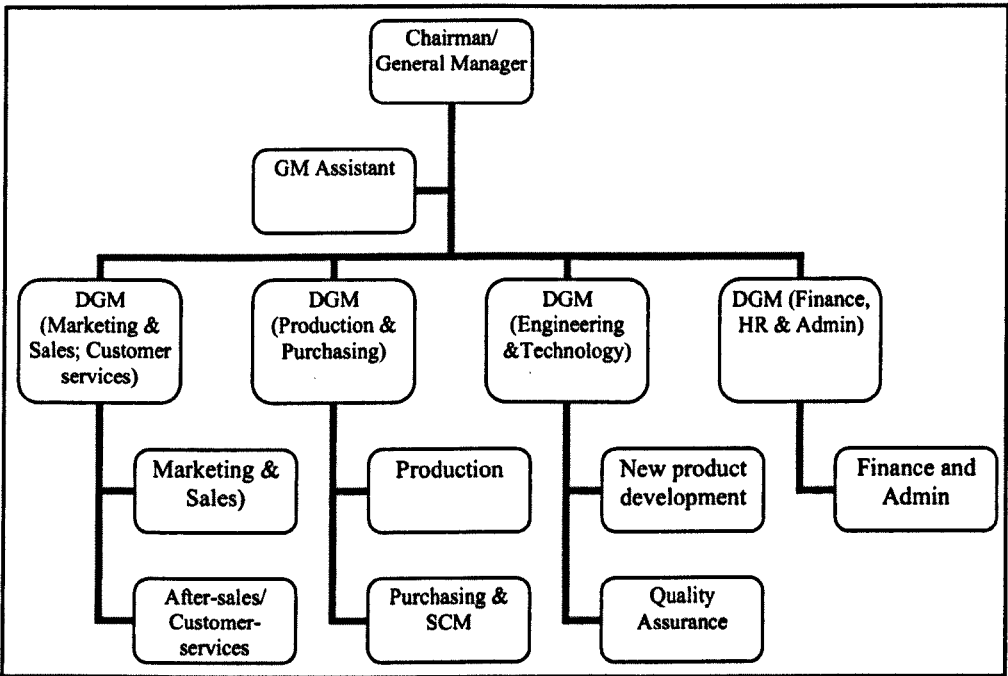 Chairman/
General Manager
GM Assistant
DGM
(Marketing &
Sales; Customer
services)
DGM
(Production &
Purchasing)
DGM
(Engineering
&Technology)
DGM (Finance,
HR & Admin)
Marketing &
Sales)
Production
New product
development
Finance and
Admin
After-sales/
Customer-
services
Purchasing &
SCM
Quality
Assurance